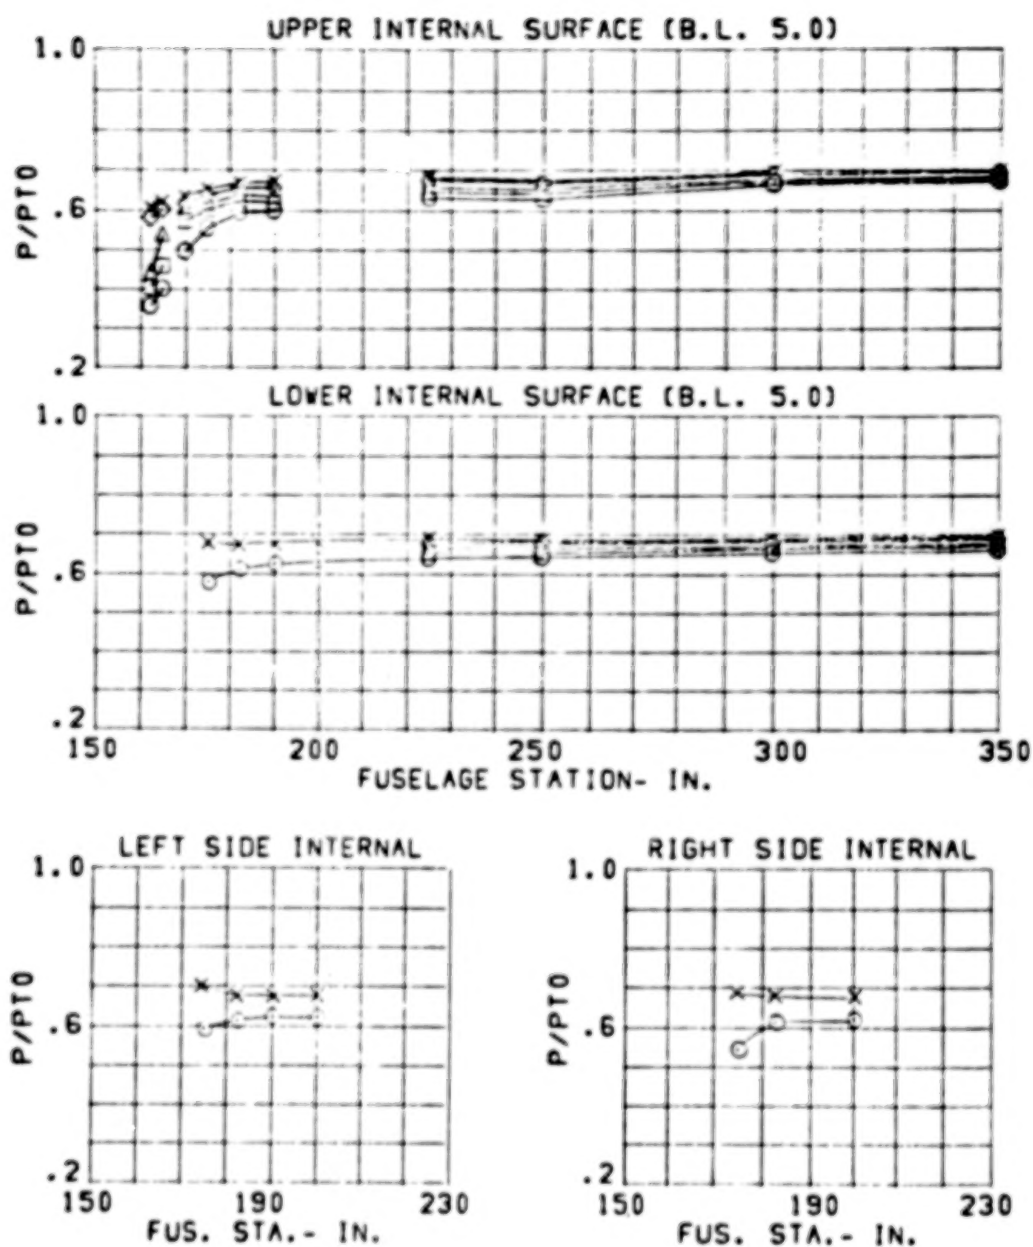 UPPER INTERNAL SURFACE (B.L. 5.0)
1.0
P/PTO
.6
.2
LOWER INTERNAL SURFACE (B.L. 5.0)
1.0
P/PTO
.6
.2
150 200 250 300 350
FUSELAGE STATION- IN.
LEFT SIDE INTERNAL
1.0
P/PTO
.6
.2
150 190 230
FUS. STA.- IN.
RIGHT SIDE INTERNAL
1.0
P/PTO
.6
.2
150 190 230
FUS. STA.- IN.